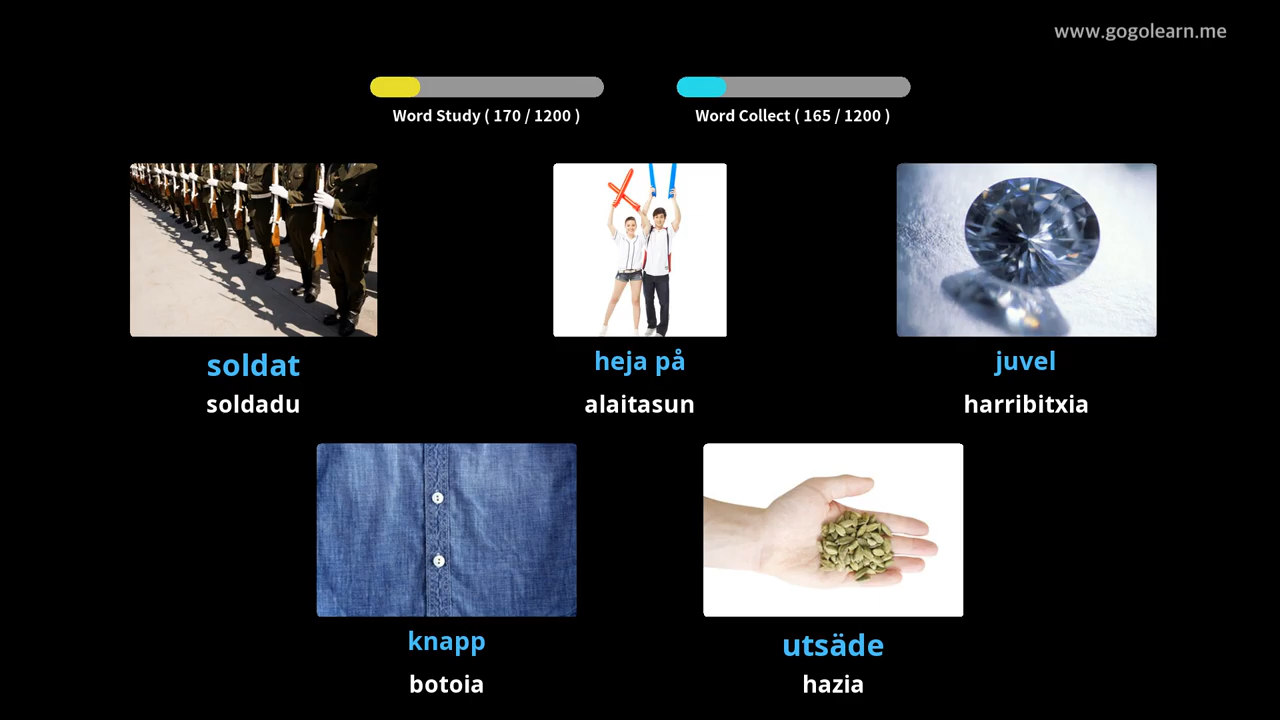 www.gogolearn.me
Word Study ( 170 / 1200 )
Word Collect ( 165 / 1200 )
soldat
soldadu
heja på
alaitasun
juvel
harribitxia
knapp
botoia
utsäde
hazia